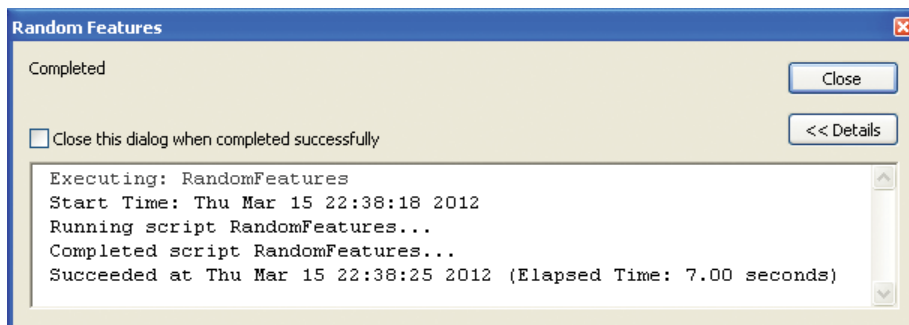 Random Features
Completed
Close
Close this dialog when completed successfully
<< Details
Executing: RandomFeatures
Start Time: Thu Mar 15 22:38:18 2012
Running script RandomFeatures...
Completed script RandomFeatures...
Succeeded at Thu Mar 15 22:38:25 2012 (Elapsed Time: 7.00 seconds)